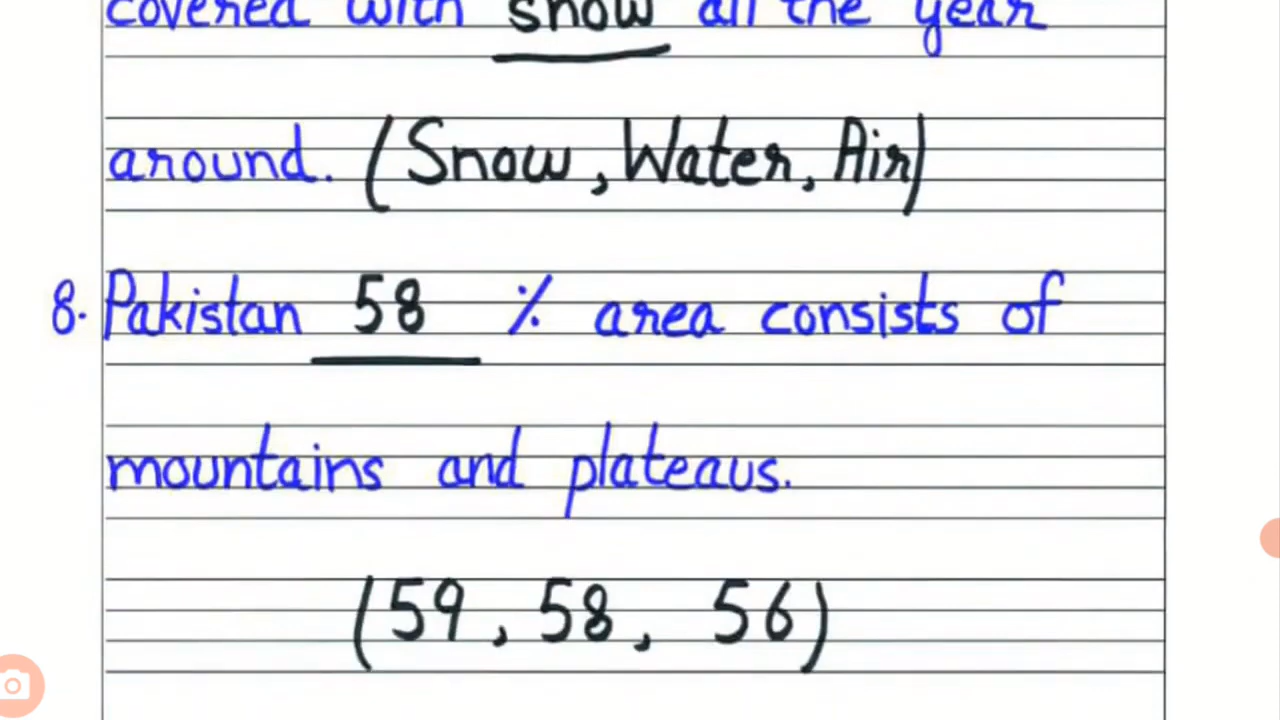 covered with snow all the year
around. (Snow, Water, Air)
8. Pakistan 58 % area consists of
mountains and plateaus.
(59, 58, 56)